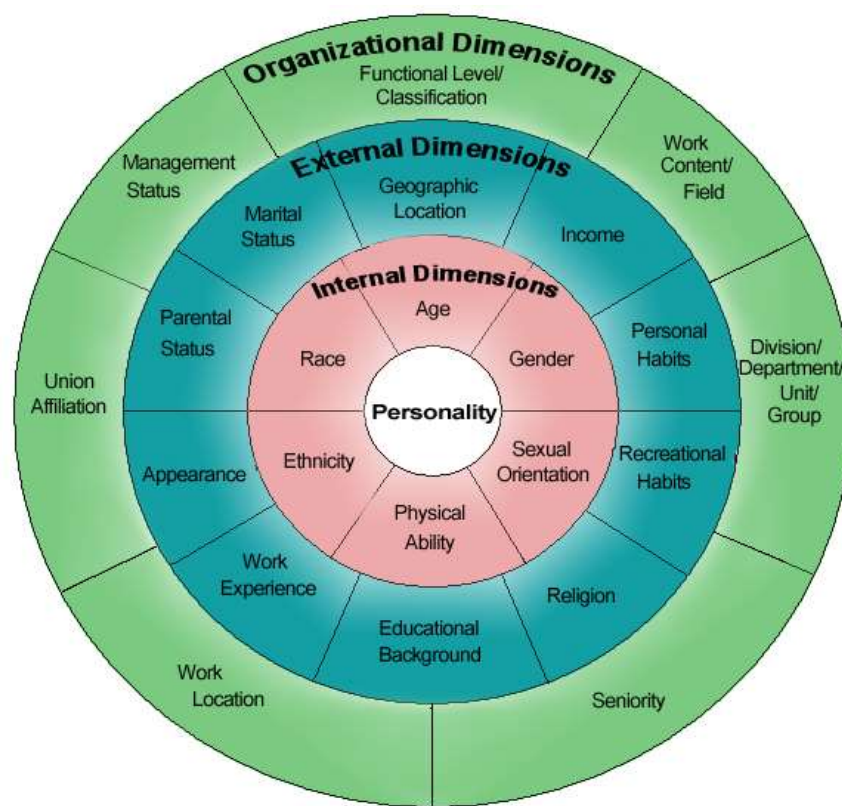 Organizational Dimensions
Functional Level/
Classification
Management
Status
Work
Content/
Field
External Dimensions
Geographic
Location
Marital
Status
Income
Parental
Status
Personal
Habits
Union
Affiliation
Division/
Department/
Unit/
Group
Internal Dimensions
Age
Race
Gender
Personality
Ethnicity
Sexual
Orientation
Physical
Ability
Appearance
Recreational
Habits
Work
Experience
Religion
Educational
Background
Work
Location
Seniority